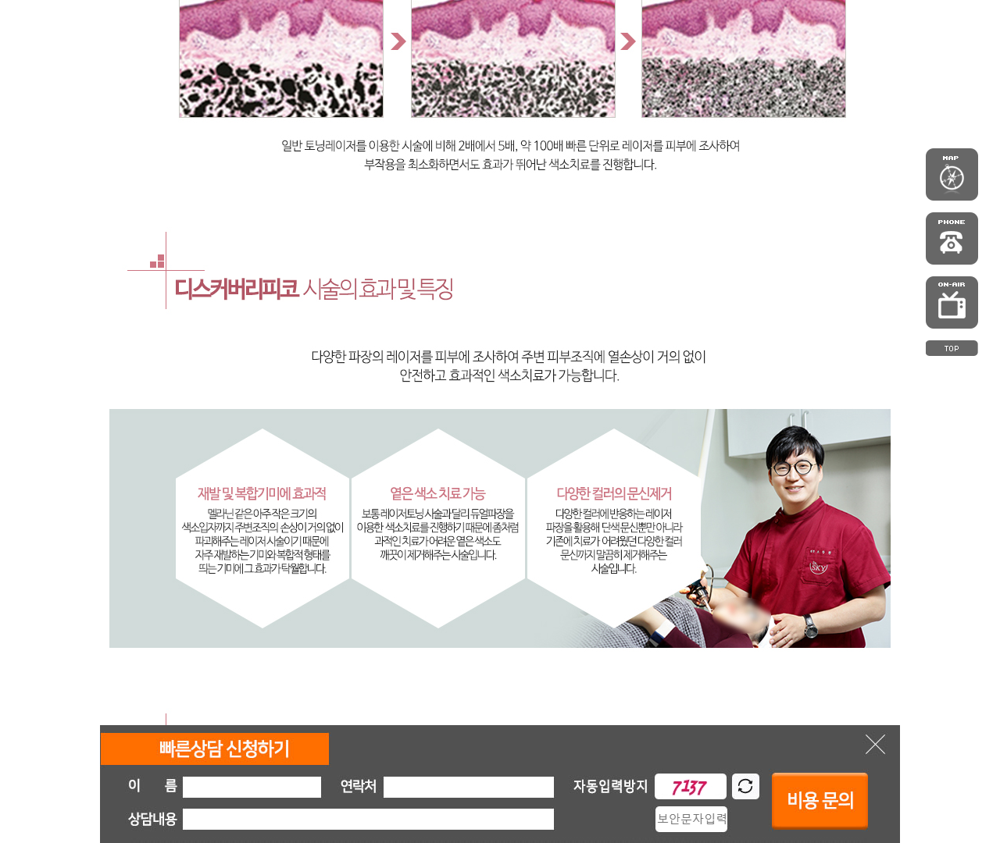 일반 토닝레이저를 이용한 시술에 비해 2배에서 5배, 약 100배 빠른 단위로 레이저를 피부에 조사하여
부작용을 최소화하면서도 효과가 뛰어난 색소치료를 진행합니다.
MAP
PHONE
ON-AIR
TOP
디스커버리피코 시술의 효과 및 특징
다양한 파장의 레이저를 피부에 조사하여 주변 피부조직에 열손상이 거의 없이
안전하고 효과적인 색소치료가 가능합니다.
재발 및 복합기미에 효과적
멜라닌 같은 아주 작은 크기의
색소입자까지 주변조직의 손상이 거의 없이
파괴해주는 레이저 시술이기 때문에
자주 재발하는 기미와 복합적 형태를
띄는 기미에 그 효과가 탁월합니다.
옅은 색소 치료 가능
보통 레이저토닝 시술과 달리 듀얼파장을
이용한 색소치료를 진행하기 때문에 좀처럼
과적인 치료가 어려운 옅은 색소도
깨끗이 제거해주는 시술입니다.
다양한 컬러의 문신제거
다양한 컬러에 반응하는 레이저
파장을 활용해 단색 문신뿐만 아니라
기존에 치료가 어려웠던 다양한 컬러
문신까지 말끔히 제거해주는
시술입니다.
SKY
빠른상담 신청하기
이 름
연락처
자동입력방지
7137
비용 문의
상담내용
보안문자입력